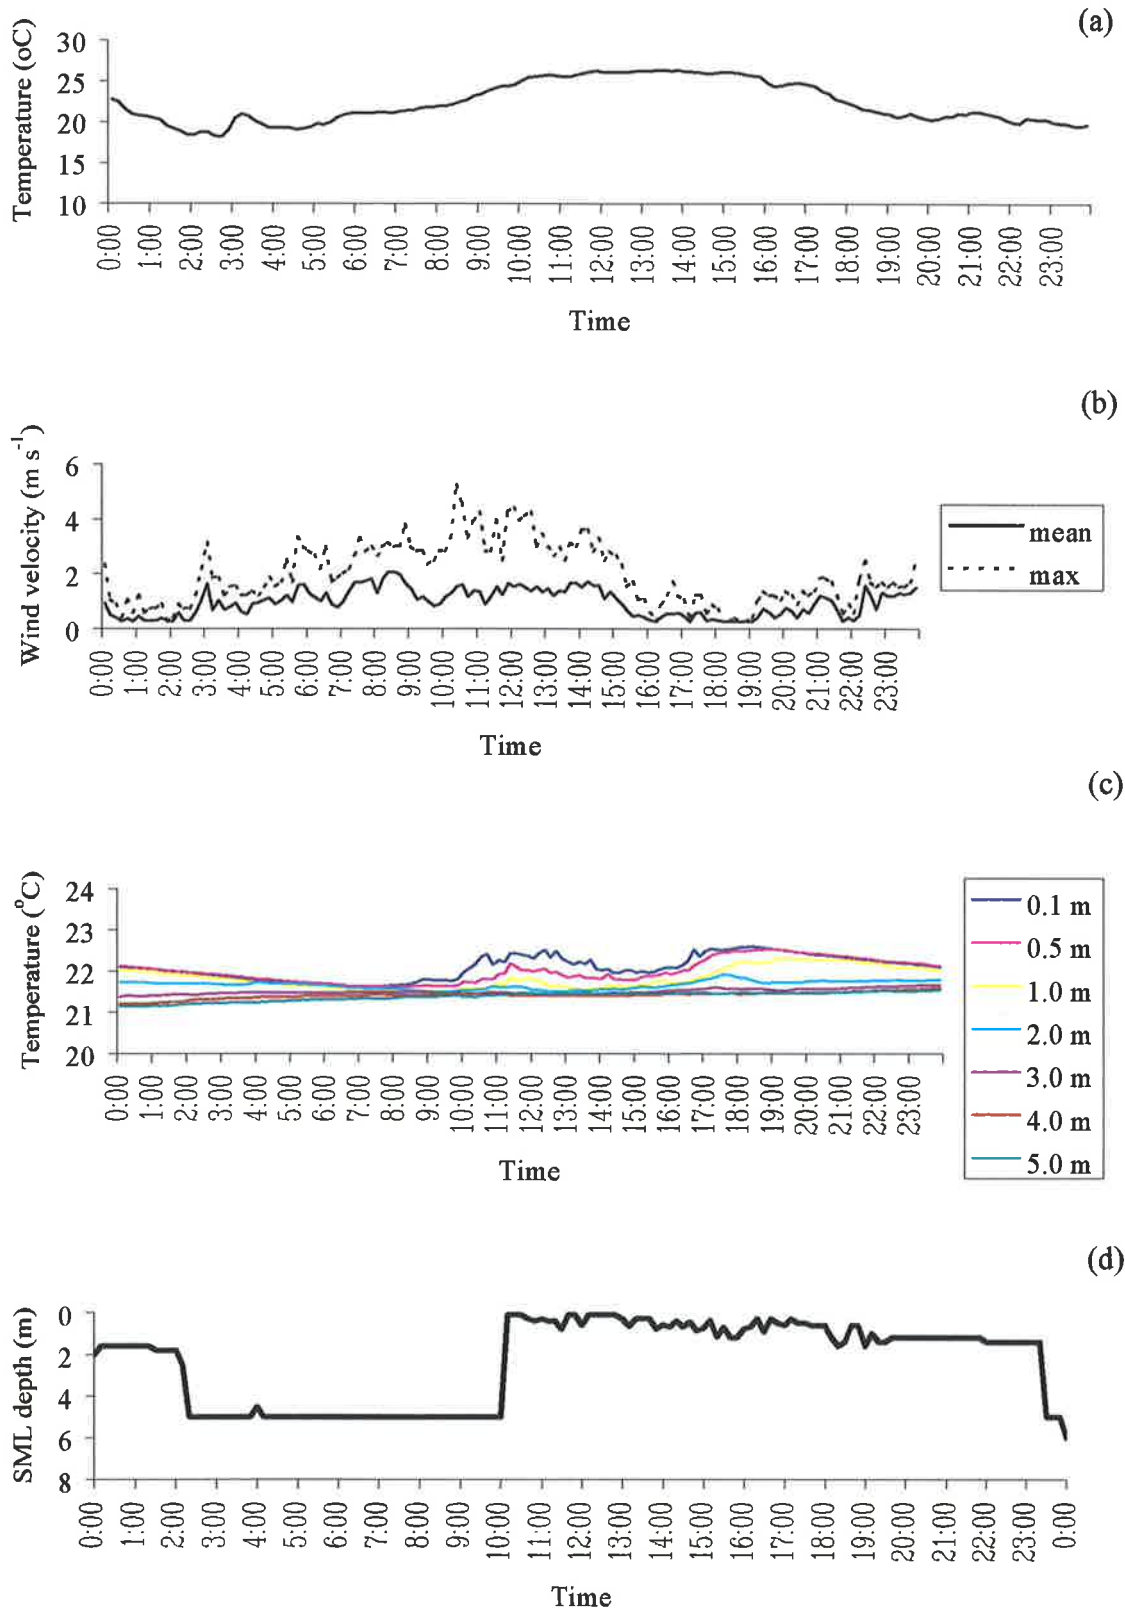 (a)
Temperature (oC)
30
25
20
15
10
0:00 1:00 2:00 3:00 4:00 5:00 6:00 7:00 8:00 9:00 10:00 11:00 12:00 13:00 14:00 15:00 16:00 17:00 18:00 19:00 20:00 21:00 22:00 23:00
Time
(b)
Wind velocity (m s⁻¹)
6
4
2
0
0:00 1:00 2:00 3:00 4:00 5:00 6:00 7:00 8:00 9:00 10:00 11:00 12:00 13:00 14:00 15:00 16:00 17:00 18:00 19:00 20:00 21:00 22:00 23:00
Time
mean
max
(c)
Temperature (°C)
24
23
22
21
20
0:00 1:00 2:00 3:00 4:00 5:00 6:00 7:00 8:00 9:00 10:00 11:00 12:00 13:00 14:00 15:00 16:00 17:00 18:00 19:00 20:00 21:00 22:00 23:00
Time
0.1 m
0.5 m
1.0 m
2.0 m
3.0 m
4.0 m
5.0 m
(d)
SML depth (m)
0
2
4
6
8
0:00 1:00 2:00 3:00 4:00 5:00 6:00 7:00 8:00 9:00 10:00 11:00 12:00 13:00 14:00 15:00 16:00 17:00 18:00 19:00 20:00 21:00 22:00 23:00 0:00
Time